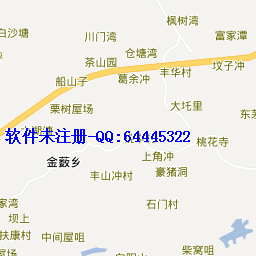 枫树湾
白沙塘
川门湾
富家潭
仓塘湾
茶山园
坟子冲
丰华村
船山子
葛余冲
栗树屋场
大圫里
东茅
软件未注册-QQ:64445322
桃花寺
金薮乡
上角冲
丰山冲村
豪猪洞
家湾
石门村
坝上
扶康村
中间屋咀
柴窝咀